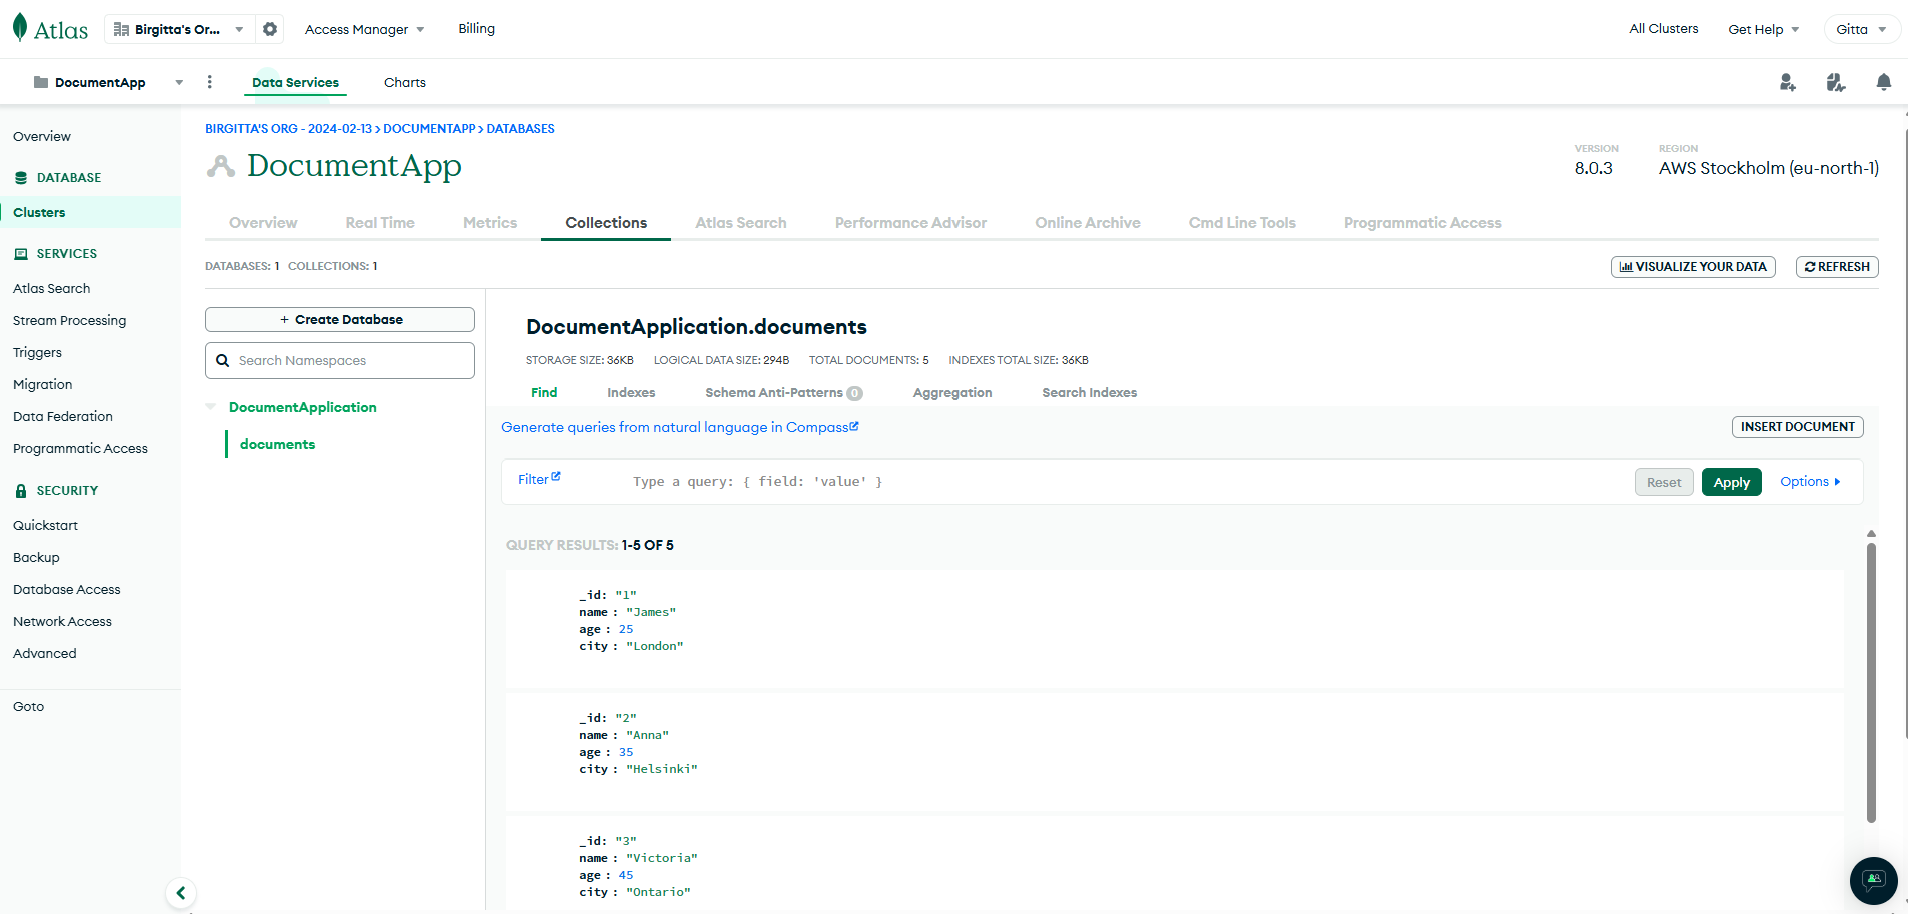 Atlas
Birgitta's Or...
Access Manager
Billing
All Clusters
Get Help
Gitta
DocumentApp
Data Services
Charts
Overview
DATABASE
Clusters
SERVICES
Atlas Search
Stream Processing
Triggers
Migration
Data Federation
Programmatic Access
SECURITY
Quickstart
Backup
Database Access
Network Access
Advanced
Goto
BIRGITTA'S ORG - 2024-02-13 > DOCUMENTAPP > DATABASES
DocumentApp
VERSION
8.0.3
REGION
AWS Stockholm (eu-north-1)
Overview Real Time Metrics Collections Atlas Search Performance Advisor Online Archive Cmd Line Tools Programmatic Access
DATABASES: 1 COLLECTIONS: 1
VISUALIZE YOUR DATA
REFRESH
+ Create Database
Search Namespaces
DocumentApplication
documents
DocumentApplication.documents
STORAGE SIZE: 36KB LOGICAL DATA SIZE: 294B TOTAL DOCUMENTS: 5 INDEXES TOTAL SIZE: 36KB
Find Indexes Schema Anti-Patterns 0 Aggregation Search Indexes
Generate queries from natural language in Compass
INSERT DOCUMENT
Filter
Type a query: { field: 'value' }
Reset
Apply
Options
QUERY RESULTS: 1-5 OF 5
_id: "1"
name : "James"
age : 25
city : "London"
_id: "2"
name : "Anna"
age : 35
city : "Helsinki"
_id: "3"
name : "Victoria"
age : 45
city : "Ontario"